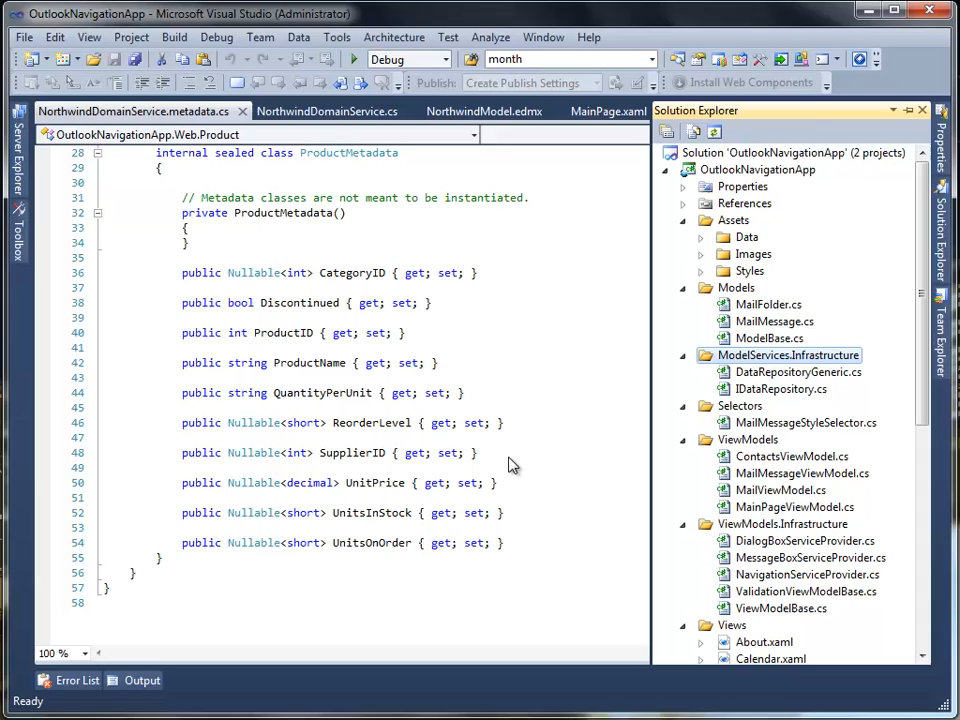 OutlookNavigationApp - Microsoft Visual Studio (Administrator)
File Edit View Project Build Debug Team Data Tools Architecture Test Analyze Window Help
Debug month
Publish: Create Publish Settings Install Web Components
NorthwindDomainService.metadata.cs NorthwindDomainService.cs NorthwindModel.edmx MainPage.xaml
OutlookNavigationApp.Web.Product
28 internal sealed class ProductMetadata
29 {
30
31 // Metadata classes are not meant to be instantiated.
32 private ProductMetadata()
33 {
34 }
35
36 public Nullable<int> CategoryID { get; set; }
37
38 public bool Discontinued { get; set; }
39
40 public int ProductID { get; set; }
41
42 public string ProductName { get; set; }
43
44 public string QuantityPerUnit { get; set; }
45
46 public Nullable<short> ReorderLevel { get; set; }
47
48 public Nullable<int> SupplierID { get; set; }
49
50 public Nullable<decimal> UnitPrice { get; set; }
51
52 public Nullable<short> UnitsInStock { get; set; }
53
54 public Nullable<short> UnitsOnOrder { get; set; }
55 }
56 }
57 }
58
100 %
Error List Output
Ready
Server Explorer
Toolbox
Solution Explorer
Solution 'OutlookNavigationApp' (2 projects)
OutlookNavigationApp
Properties
References
Assets
Data
Images
Styles
Models
MailFolder.cs
MailMessage.cs
ModelBase.cs
ModelServices.Infrastructure
DataRepositoryGeneric.cs
IDataRepository.cs
Selectors
MailMessageStyleSelector.cs
ViewModels
ContactsViewModel.cs
MailMessageViewModel.cs
MailViewModel.cs
MainPageViewModel.cs
ViewModels.Infrastructure
DialogBoxServiceProvider.cs
MessageBoxServiceProvider.cs
NavigationServiceProvider.cs
ValidationViewModelBase.cs
ViewModelBase.cs
Views
About.xaml
Calendar.xaml
Properties
Solution Explorer
Team Explorer